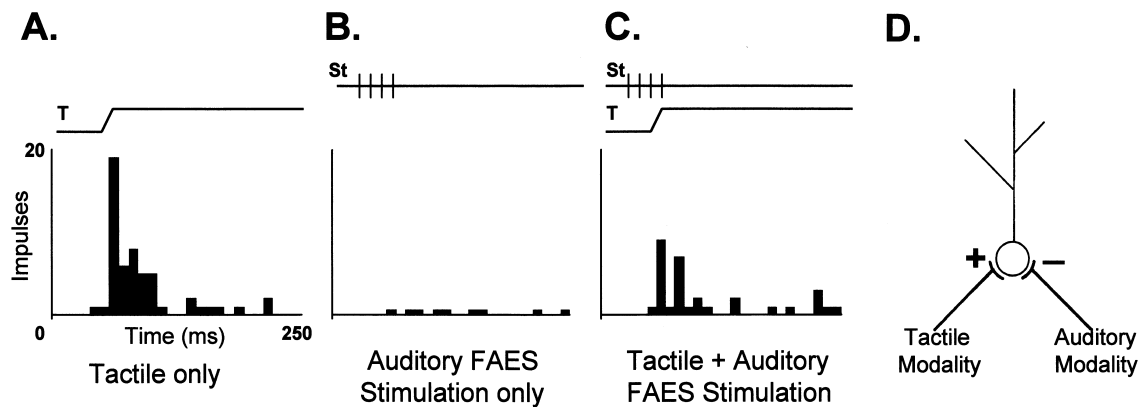 A.
T
20
Impulses
0
Time (ms)
250
Tactile only
B.
St
Auditory FAES
Stimulation only
C.
St
T
Tactile + Auditory
FAES Stimulation
D.
+
−
Tactile
Modality
Auditory
Modality